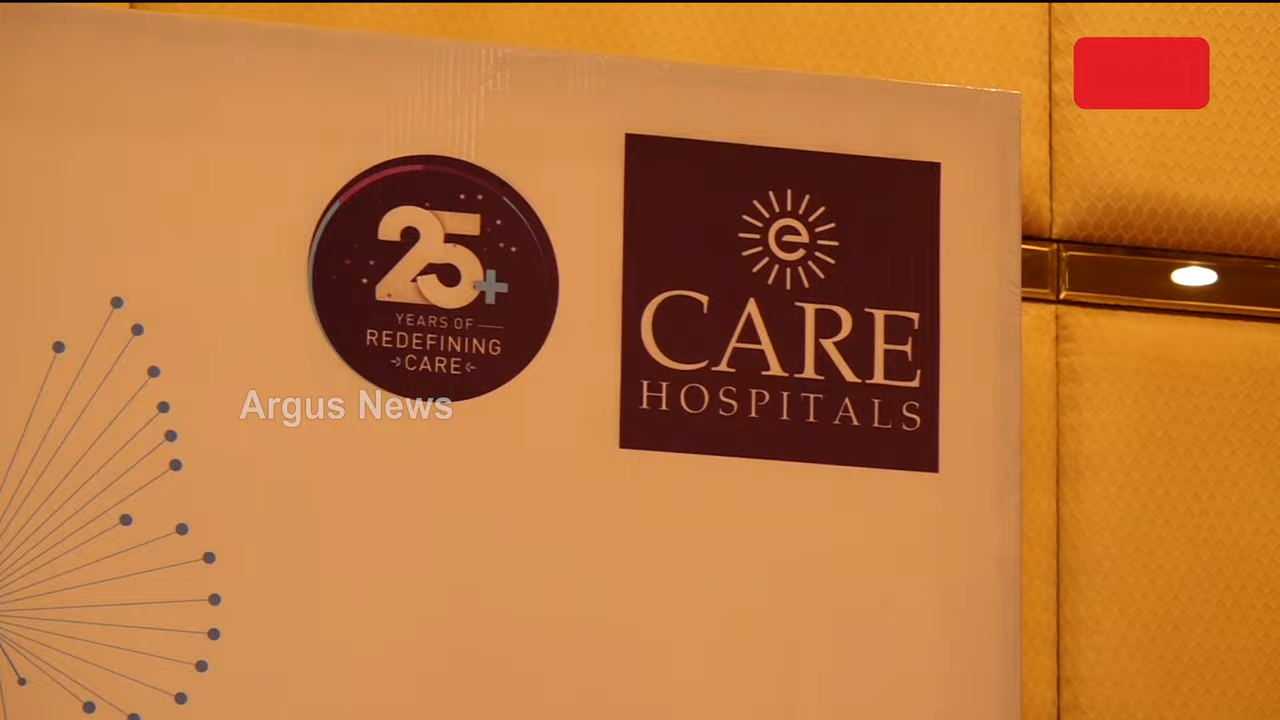 25+
YEARS OF
REDEFINING
CARE
e
CARE
HOSPITALS
Argus News